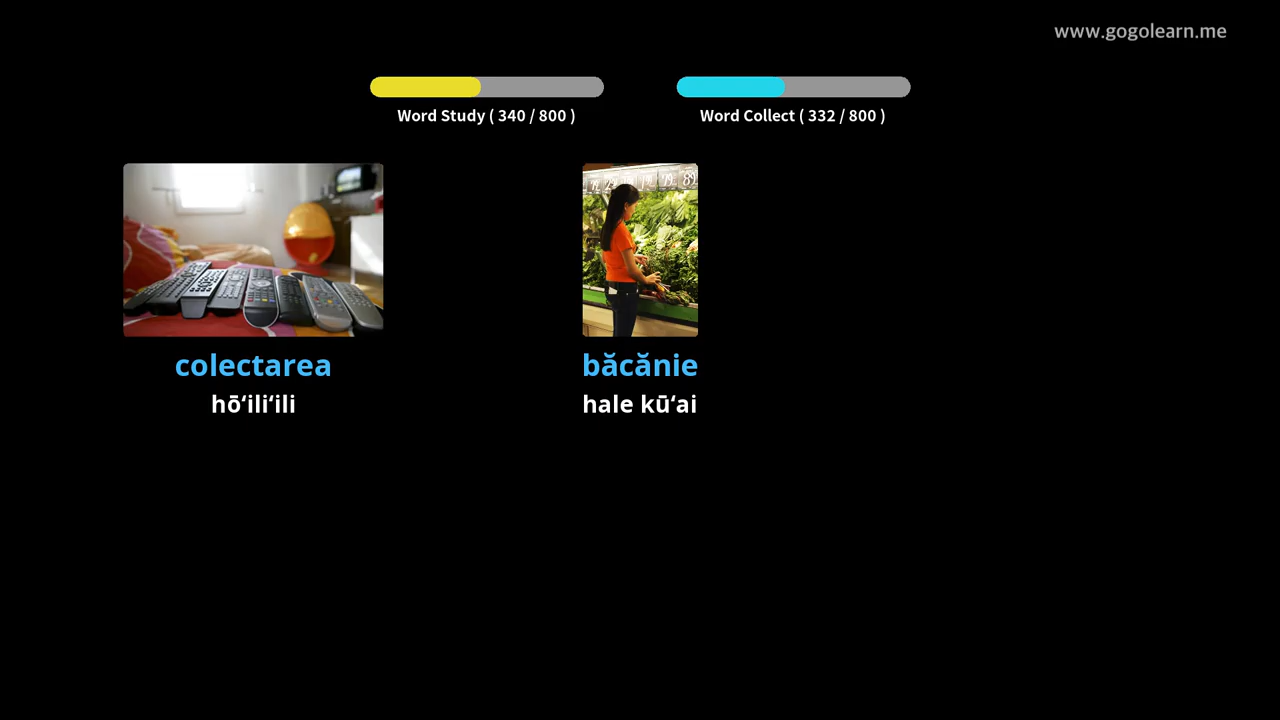 www.gogolearn.me
Word Study ( 340 / 800 )
Word Collect ( 332 / 800 )
colectarea
hōʻiliʻili
băcănie
hale kūʻai